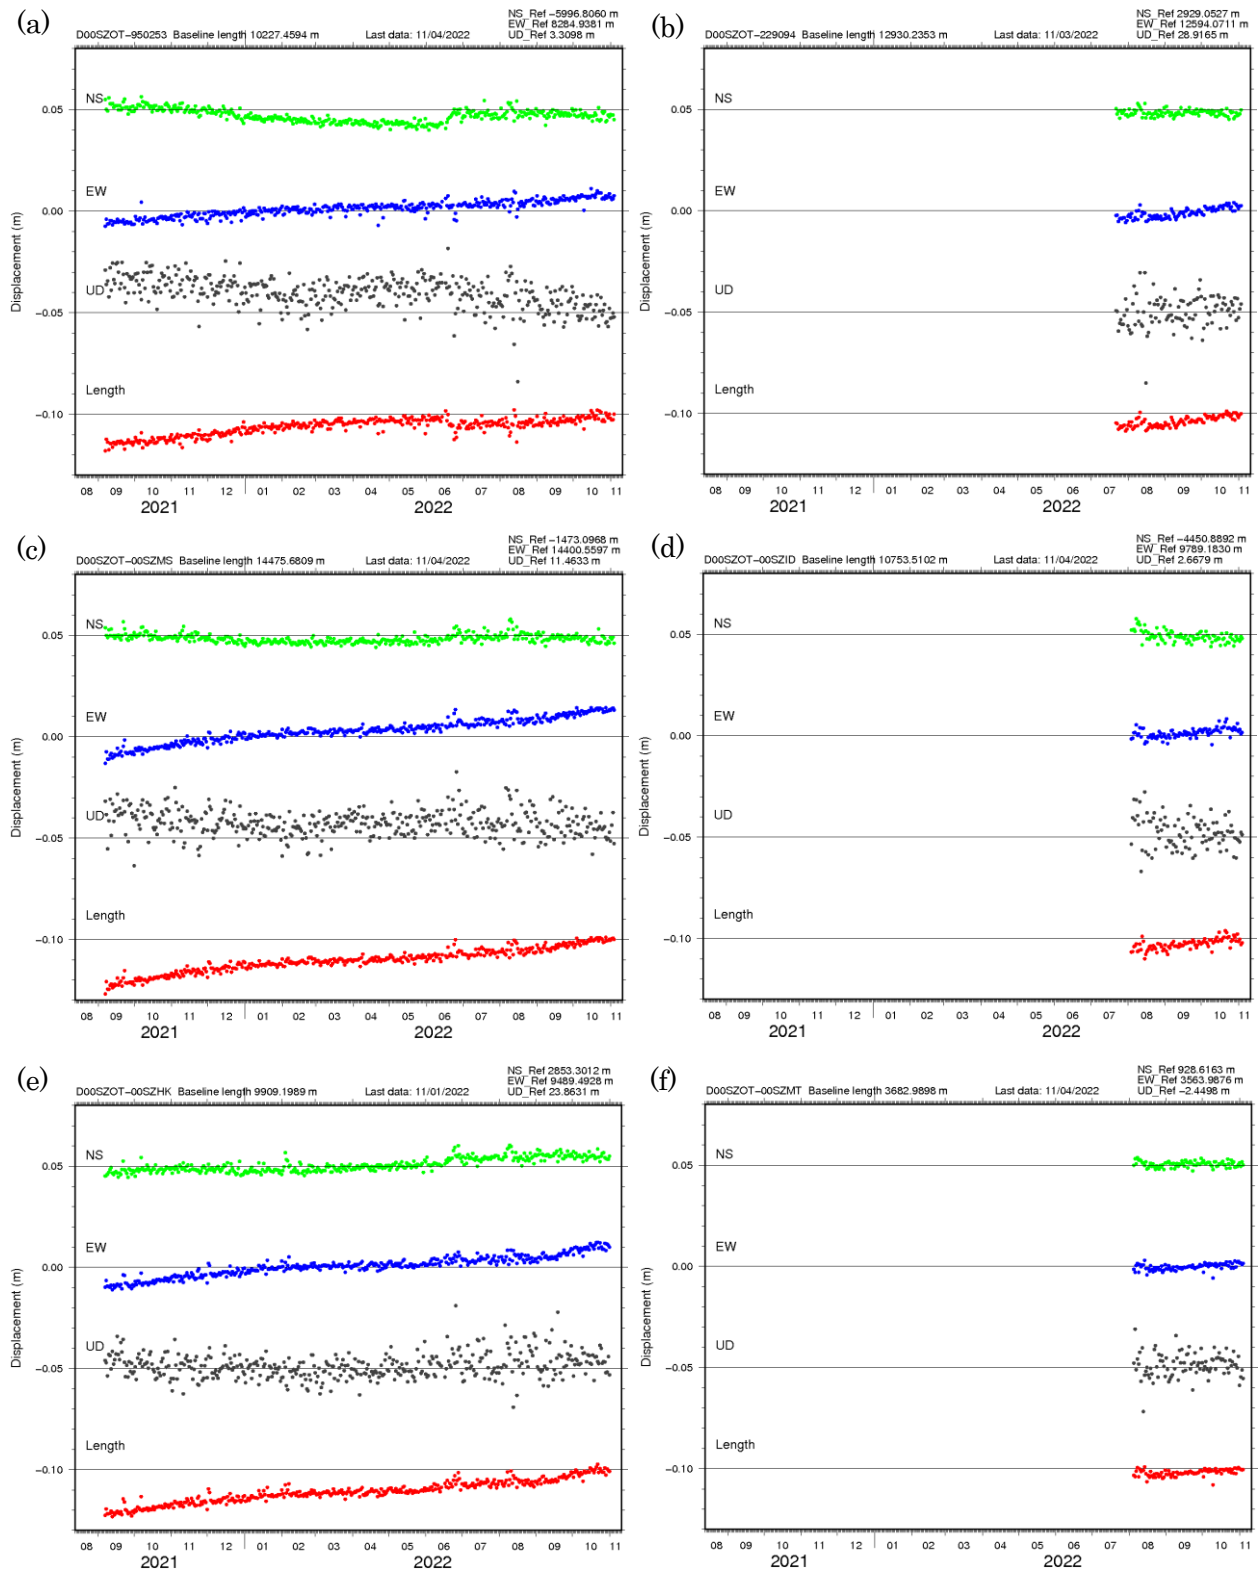 (a)
NS_Ref −5996.8060 m
EW_Ref 8284.9381 m
D00SZOT−950253 Baseline length 10227.4594 m Last data: 11/04/2022 UD_Ref 3.3098 m
NS
0.05
EW
0.00
UD
−0.05
Length
−0.10
Displacement (m)
08 09 10 11 12 01 02 03 04 05 06 07 08 09 10 11
2021 2022
(b)
NS_Ref 2929.0527 m
EW_Ref 12594.0711 m
D00SZOT−229094 Baseline length 12930.2353 m Last data: 11/03/2022 UD_Ref 28.9165 m
NS
0.05
EW
0.00
UD
−0.05
Length
−0.10
Displacement (m)
08 09 10 11 12 01 02 03 04 05 06 07 08 09 10 11
2021 2022
(c)
NS_Ref −1473.0968 m
EW_Ref 14400.5597 m
D00SZOT−00SZMS Baseline length 14475.6809 m Last data: 11/04/2022 UD_Ref 11.4633 m
NS
0.05
EW
0.00
UD
−0.05
Length
−0.10
Displacement (m)
08 09 10 11 12 01 02 03 04 05 06 07 08 09 10 11
2021 2022
(d)
NS_Ref −4450.8892 m
EW_Ref 9789.1830 m
D00SZOT−00SZID Baseline length 10753.5102 m Last data: 11/04/2022 UD_Ref 2.6679 m
NS
0.05
EW
0.00
UD
−0.05
Length
−0.10
Displacement (m)
08 09 10 11 12 01 02 03 04 05 06 07 08 09 10 11
2021 2022
(e)
NS_Ref 2853.3012 m
EW_Ref 9489.4928 m
D00SZOT−00SZHK Baseline length 9909.1989 m Last data: 11/01/2022 UD_Ref 23.8631 m
NS
0.05
EW
0.00
UD
−0.05
Length
−0.10
Displacement (m)
08 09 10 11 12 01 02 03 04 05 06 07 08 09 10 11
2021 2022
(f)
NS_Ref 928.6163 m
EW_Ref 3563.9876 m
D00SZOT−00SZMT Baseline length 3682.9898 m Last data: 11/04/2022 UD_Ref −2.4498 m
NS
0.05
EW
0.00
UD
−0.05
Length
−0.10
Displacement (m)
08 09 10 11 12 01 02 03 04 05 06 07 08 09 10 11
2021 2022